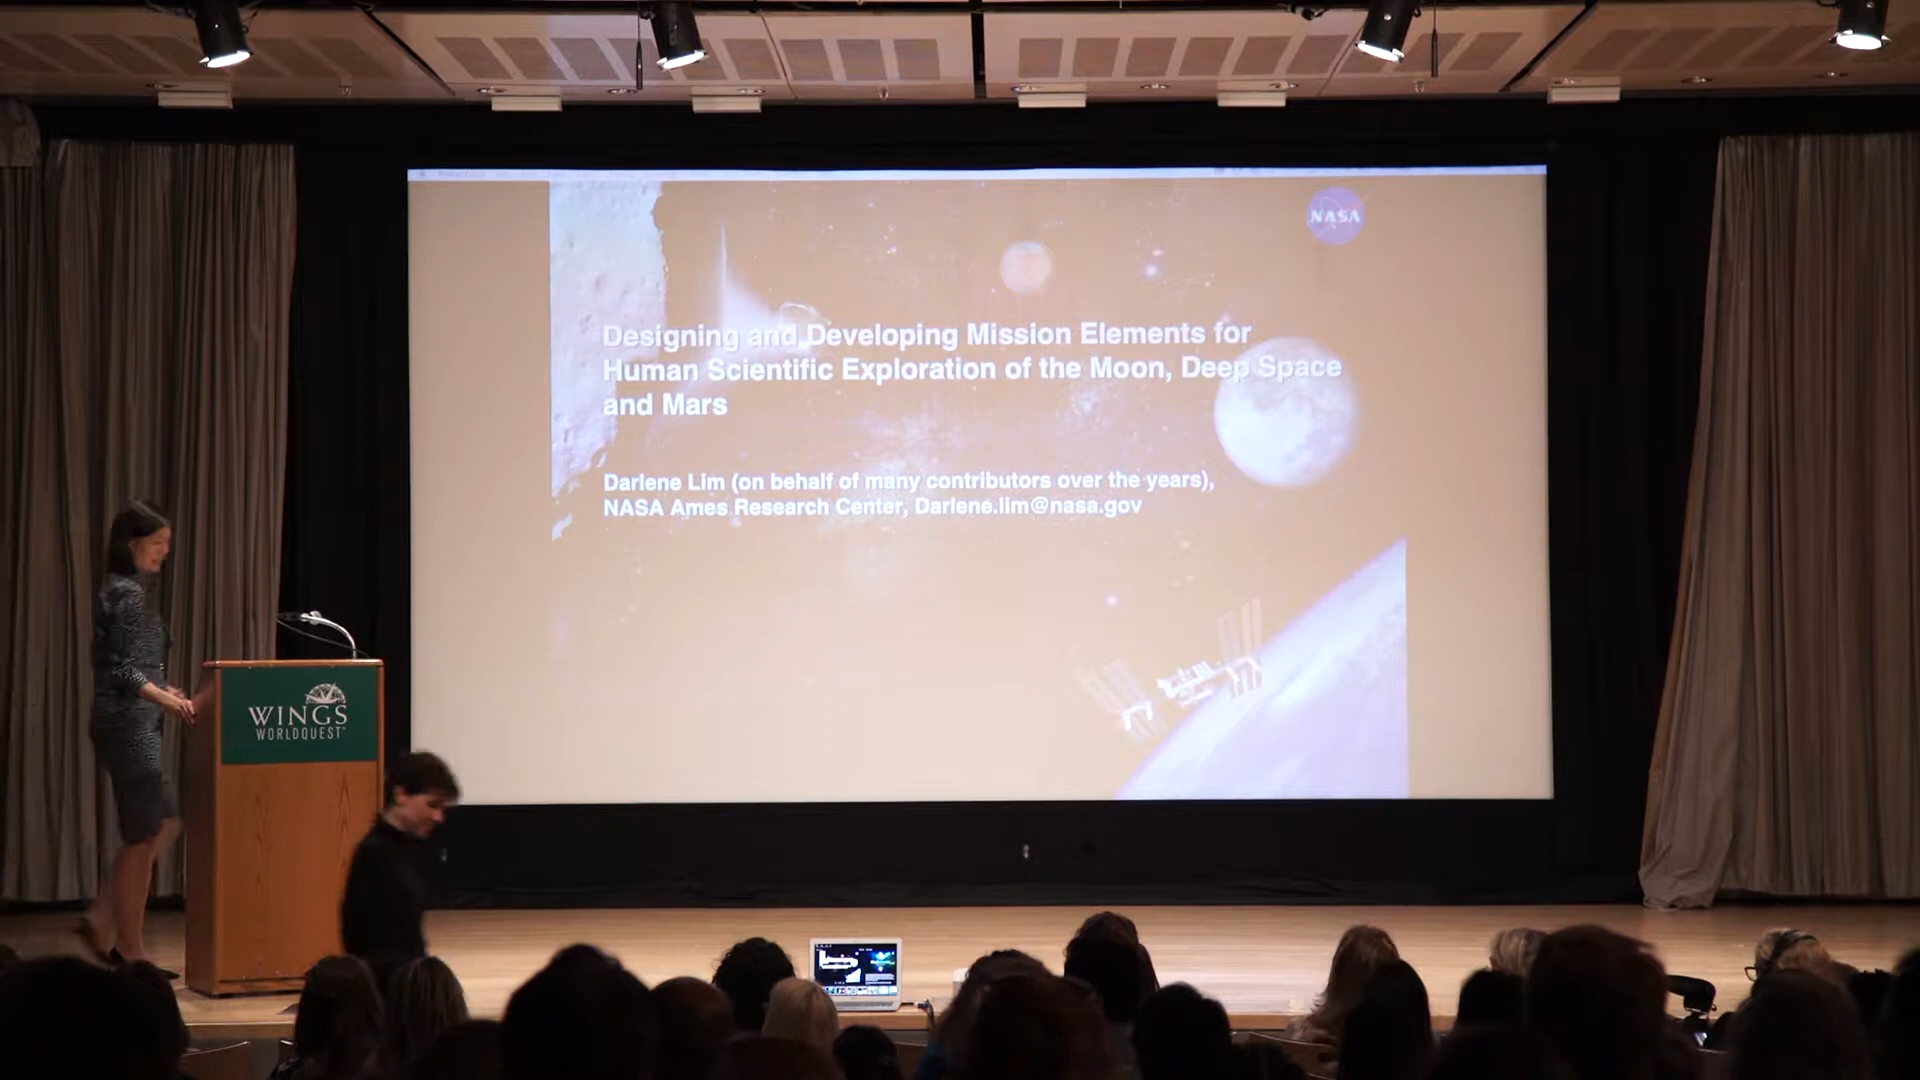 NASA
Designing and Developing Mission Elements for
Human Scientific Exploration of the Moon, Deep Space
and Mars
Darlene Lim (on behalf of many contributors over the years),
NASA Ames Research Center, Darlene.lim@nasa.gov
WINGS
WORLDQUEST